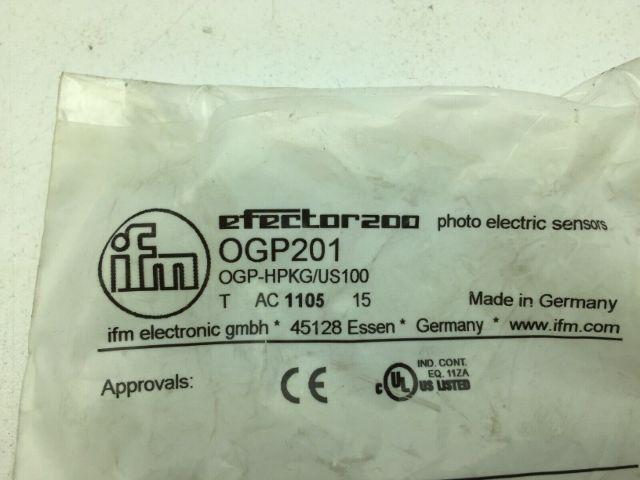 ifm
efector200 photo electric sensors
OGP201
OGP-HPKG/US100
T AC 1105 15 Made in Germany
ifm electronic gmbh * 45128 Essen * Germany * www.ifm.com
Approvals:
CE
C UL US LISTED
IND. CONT.
EQ. 11ZA